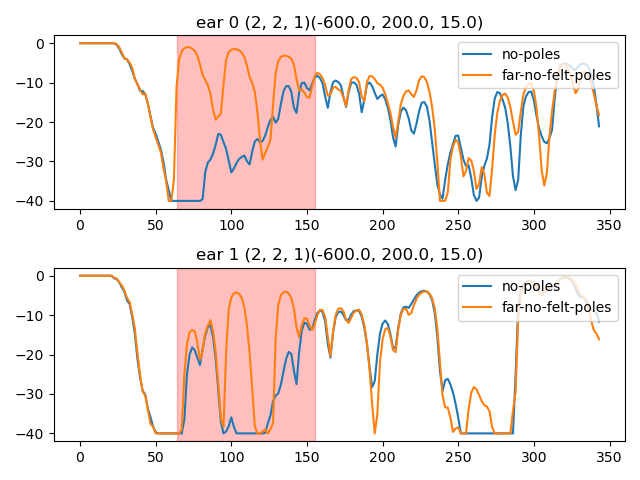 ear 0 (2, 2, 1)(-600.0, 200.0, 15.0)
0
−10
−20
−30
−40
no-poles
far-no-felt-poles
0 50 100 150 200 250 300 350
ear 1 (2, 2, 1)(-600.0, 200.0, 15.0)
0
−10
−20
−30
−40
no-poles
far-no-felt-poles
0 50 100 150 200 250 300 350